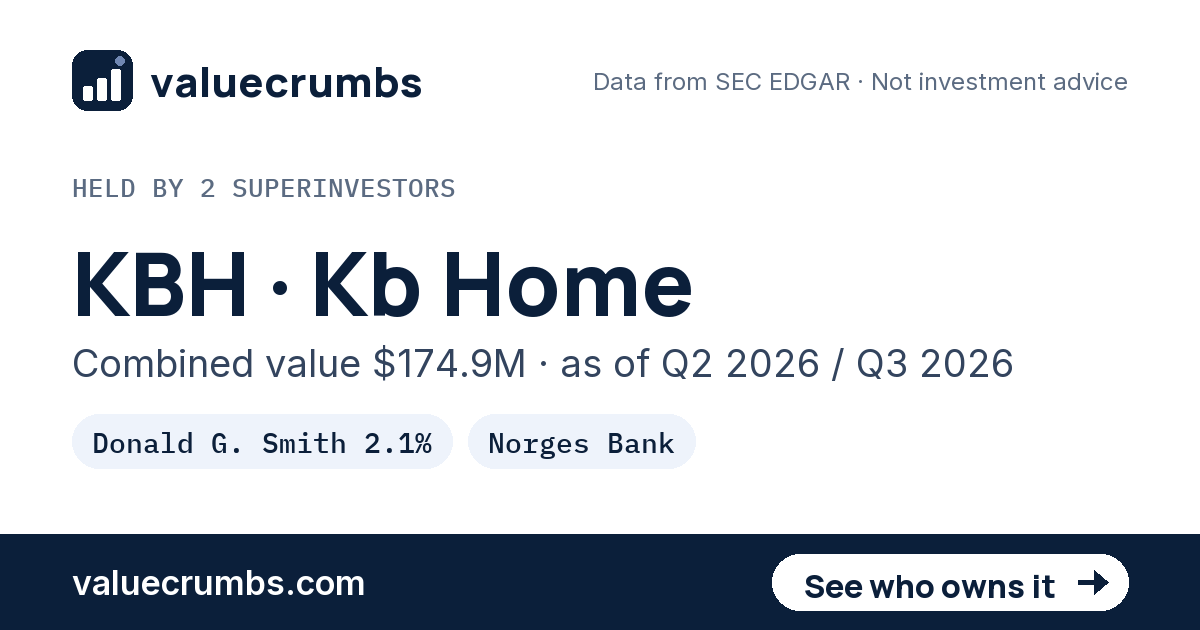 valuecrumbs
Data from SEC EDGAR · Not investment advice
HELD BY 2 SUPERINVESTORS
KBH · Kb Home
Combined value $174.9M · as of Q2 2026 / Q3 2026
Donald G. Smith 2.1%
Norges Bank
valuecrumbs.com
See who owns it →